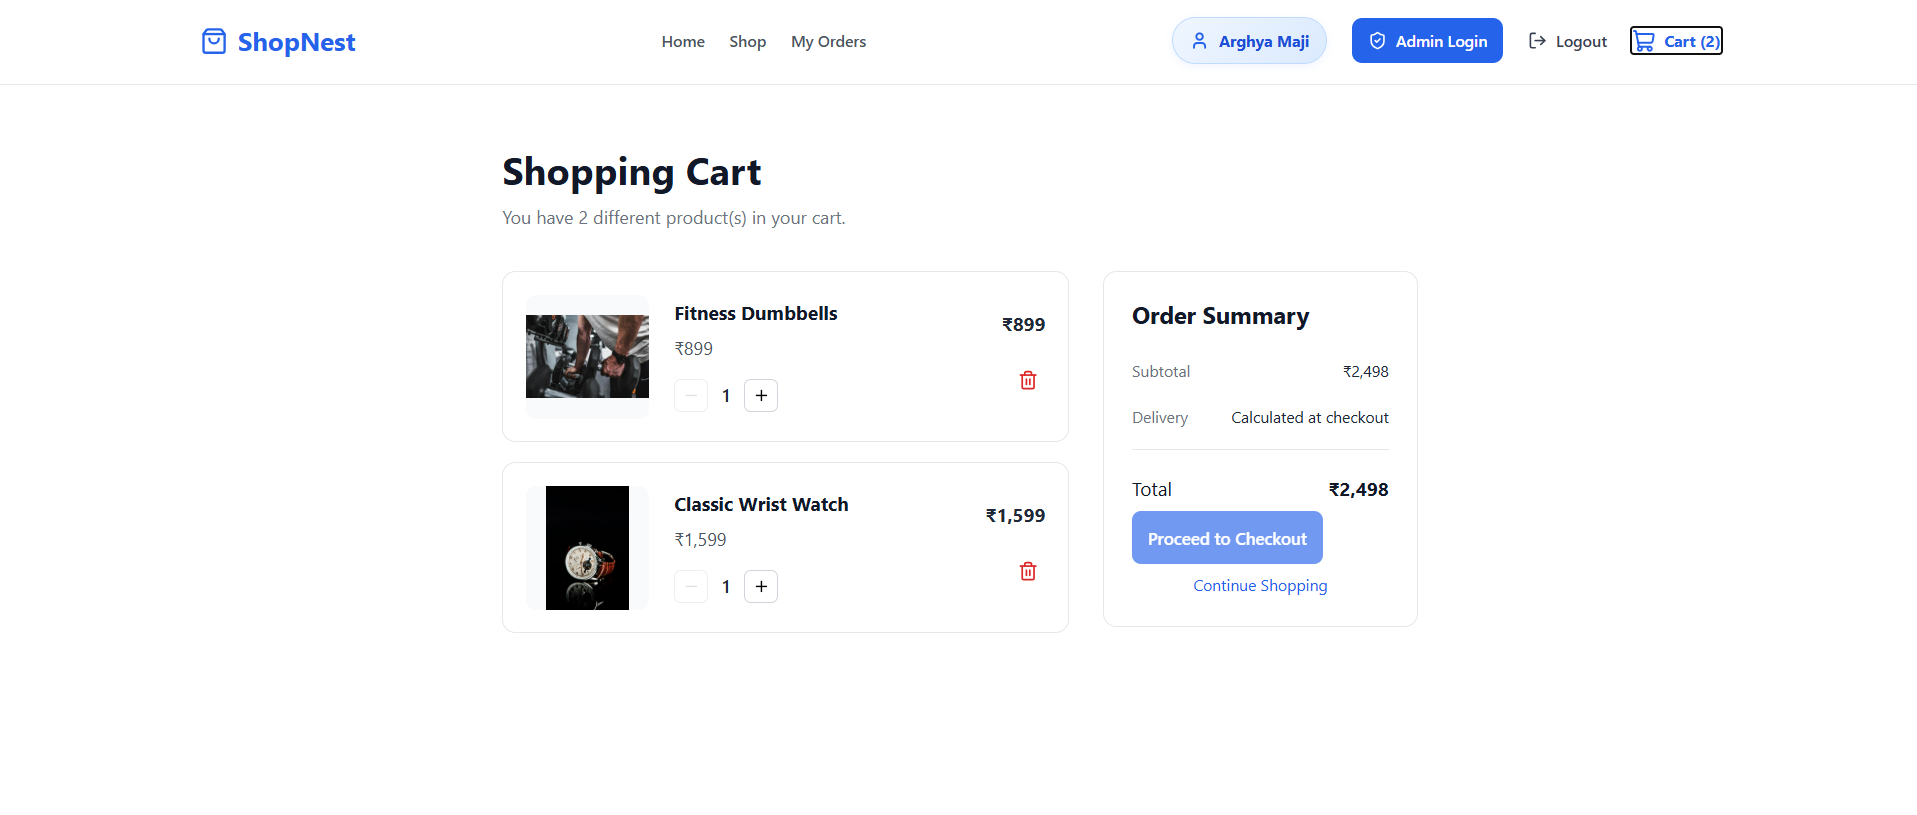 ShopNest
Home
Shop
My Orders
Arghya Maji
Admin Login
Logout
Cart (2)
Shopping Cart
You have 2 different product(s) in your cart.
Fitness Dumbbells
₹899
1
₹899
Classic Wrist Watch
₹1,599
1
₹1,599
Order Summary
Subtotal ₹2,498
Delivery Calculated at checkout
Total ₹2,498
Proceed to Checkout
Continue Shopping